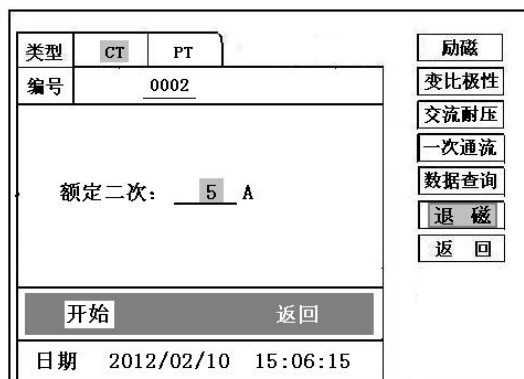 类型 CT PT
编号 0002
额定二次： 5 A
开始 返回
日期 2012/02/10 15:06:15
励磁
变比极性
交流耐压
一次通流
数据查询
退 磁
返 回